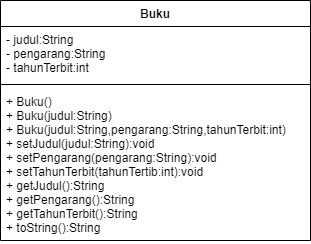 Buku
- judul:String
- pengarang:String
- tahunTerbit:int
+ Buku()
+ Buku(judul:String)
+ Buku(judul:String,pengarang:String,tahunTerbit:int)
+ setJudul(judul:String):void
+ setPengarang(pengarang:String):void
+ setTahunTerbit(tahunTertib:int):void
+ getJudul():String
+ getPengarang():String
+ getTahunTerbit():String
+ toString():String